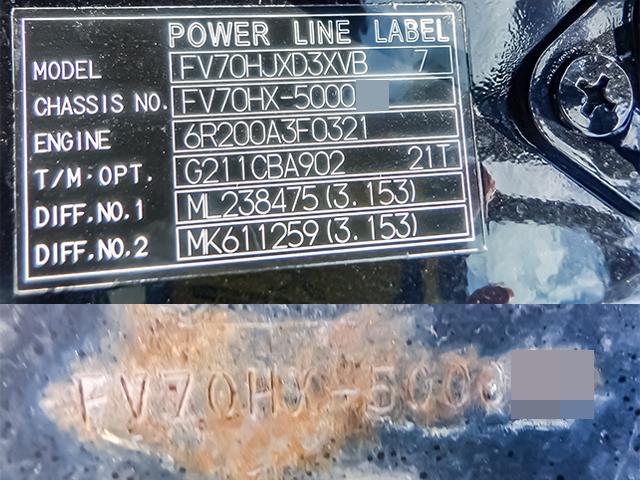 POWER LINE LABEL
MODEL FV70HJXD3XVB 7
CHASSIS NO. FV70HX-5000
ENGINE 6R200A3F0321
T/M·OPT. G211CBA902 21T
DIFF.NO.1 ML238475(3.153)
DIFF.NO.2 MK611259(3.153)
FV70HX-5000